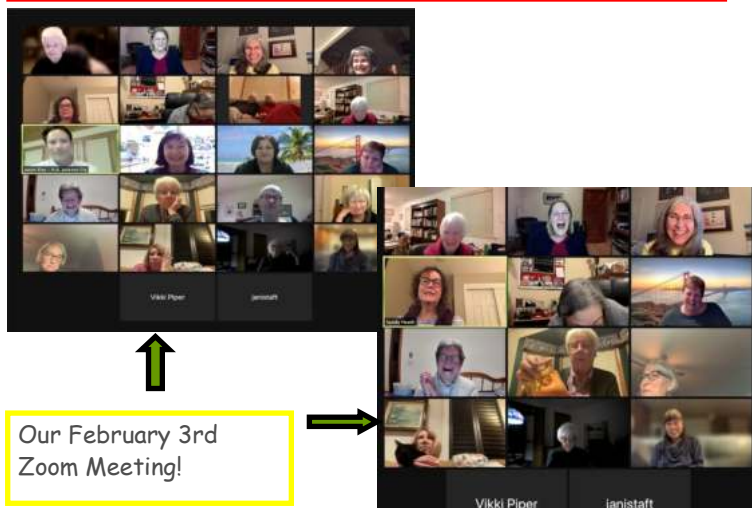 Vikki Piper
janistaft
Our February 3rd
Zoom Meeting!
Vikki Piper
janistaft